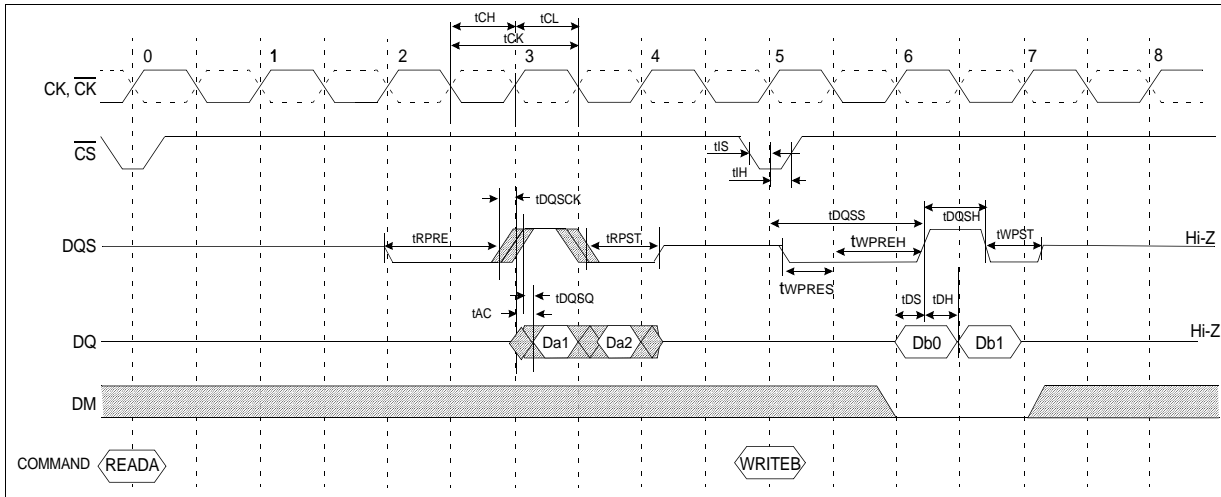 tCH tCL
tCK
0 1 2 3 4 5 6 7 8
CK, CK
CS
tIS
tIH
tDQSCK
tDQSS
tDQSH
DQS
tRPRE
tRPST
tWPREH
tWPST
Hi-Z
tWPRES
tDQSQ
tAC
tDS tDH
DQ
Da1 Da2
Db0 Db1
Hi-Z
DM
COMMAND
READA
WRITEB